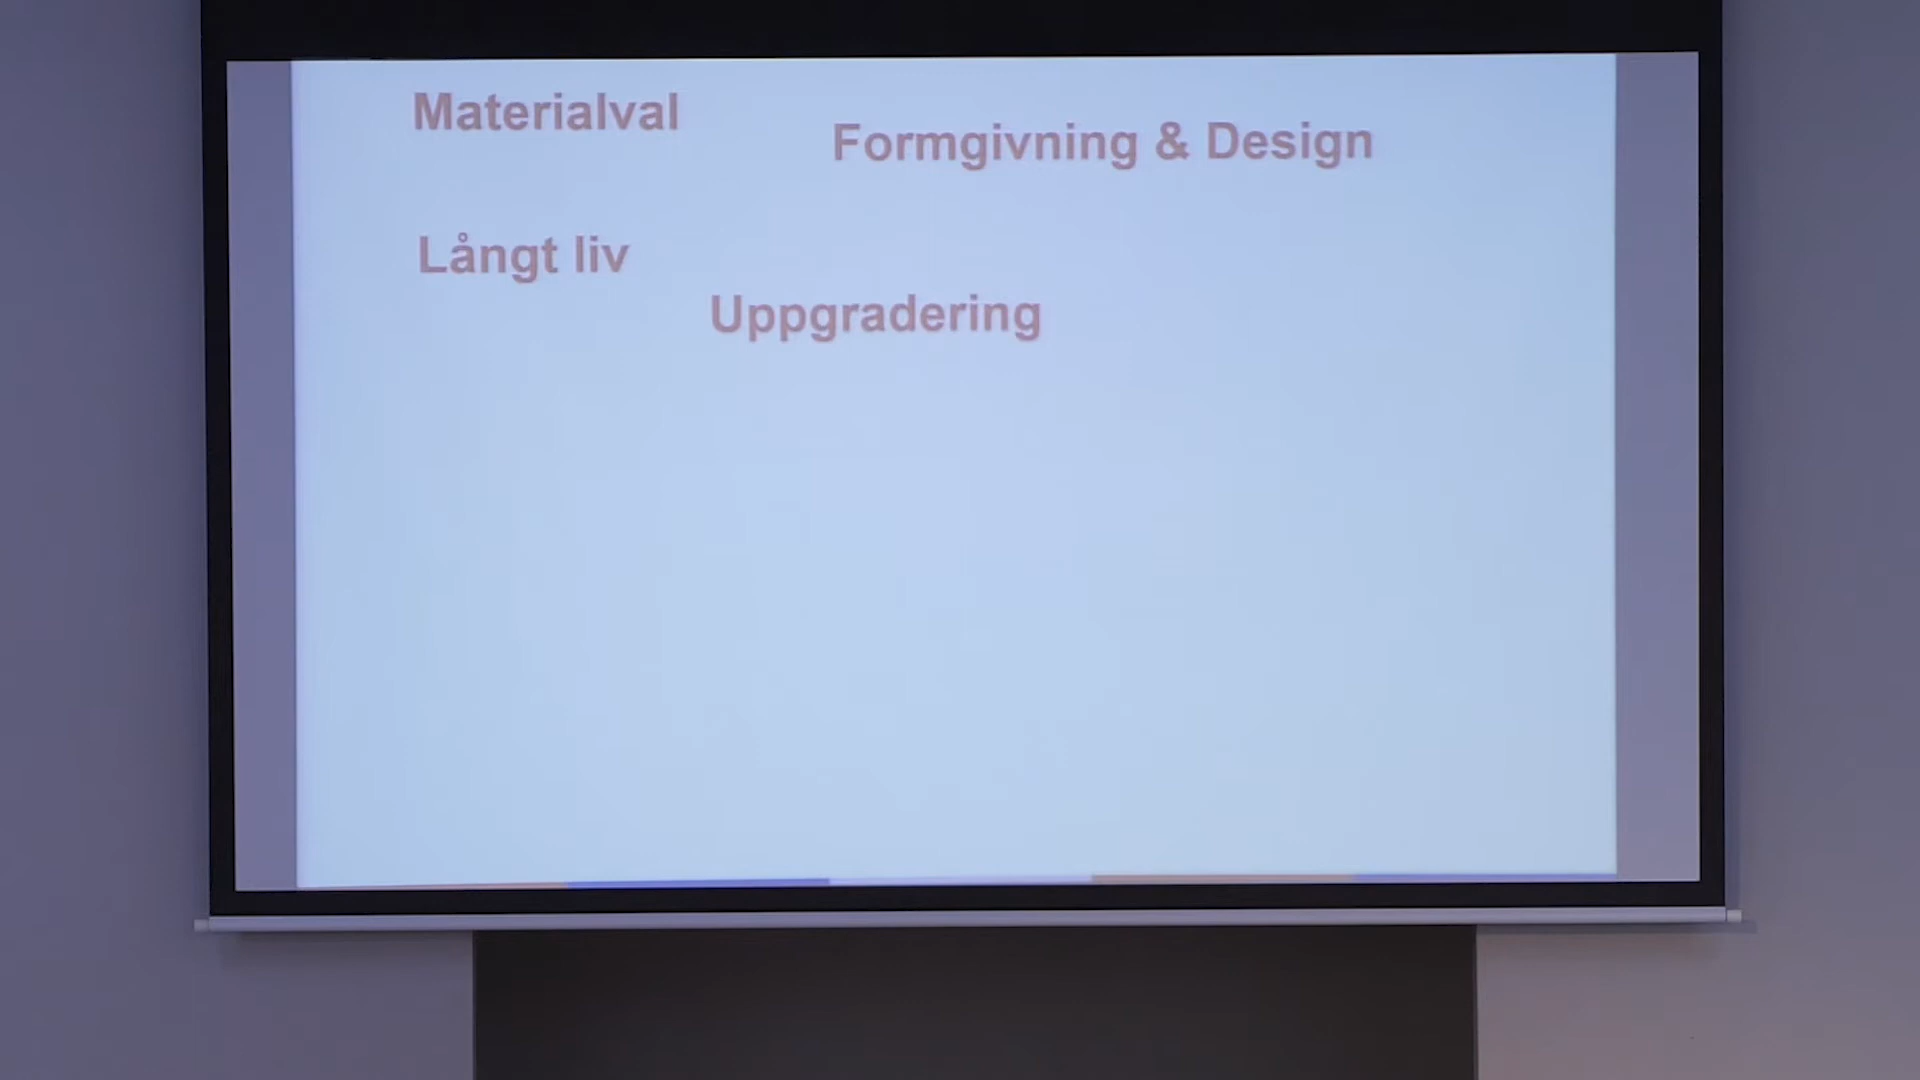 Materialval
Formgivning & Design
Långt liv
Uppgradering